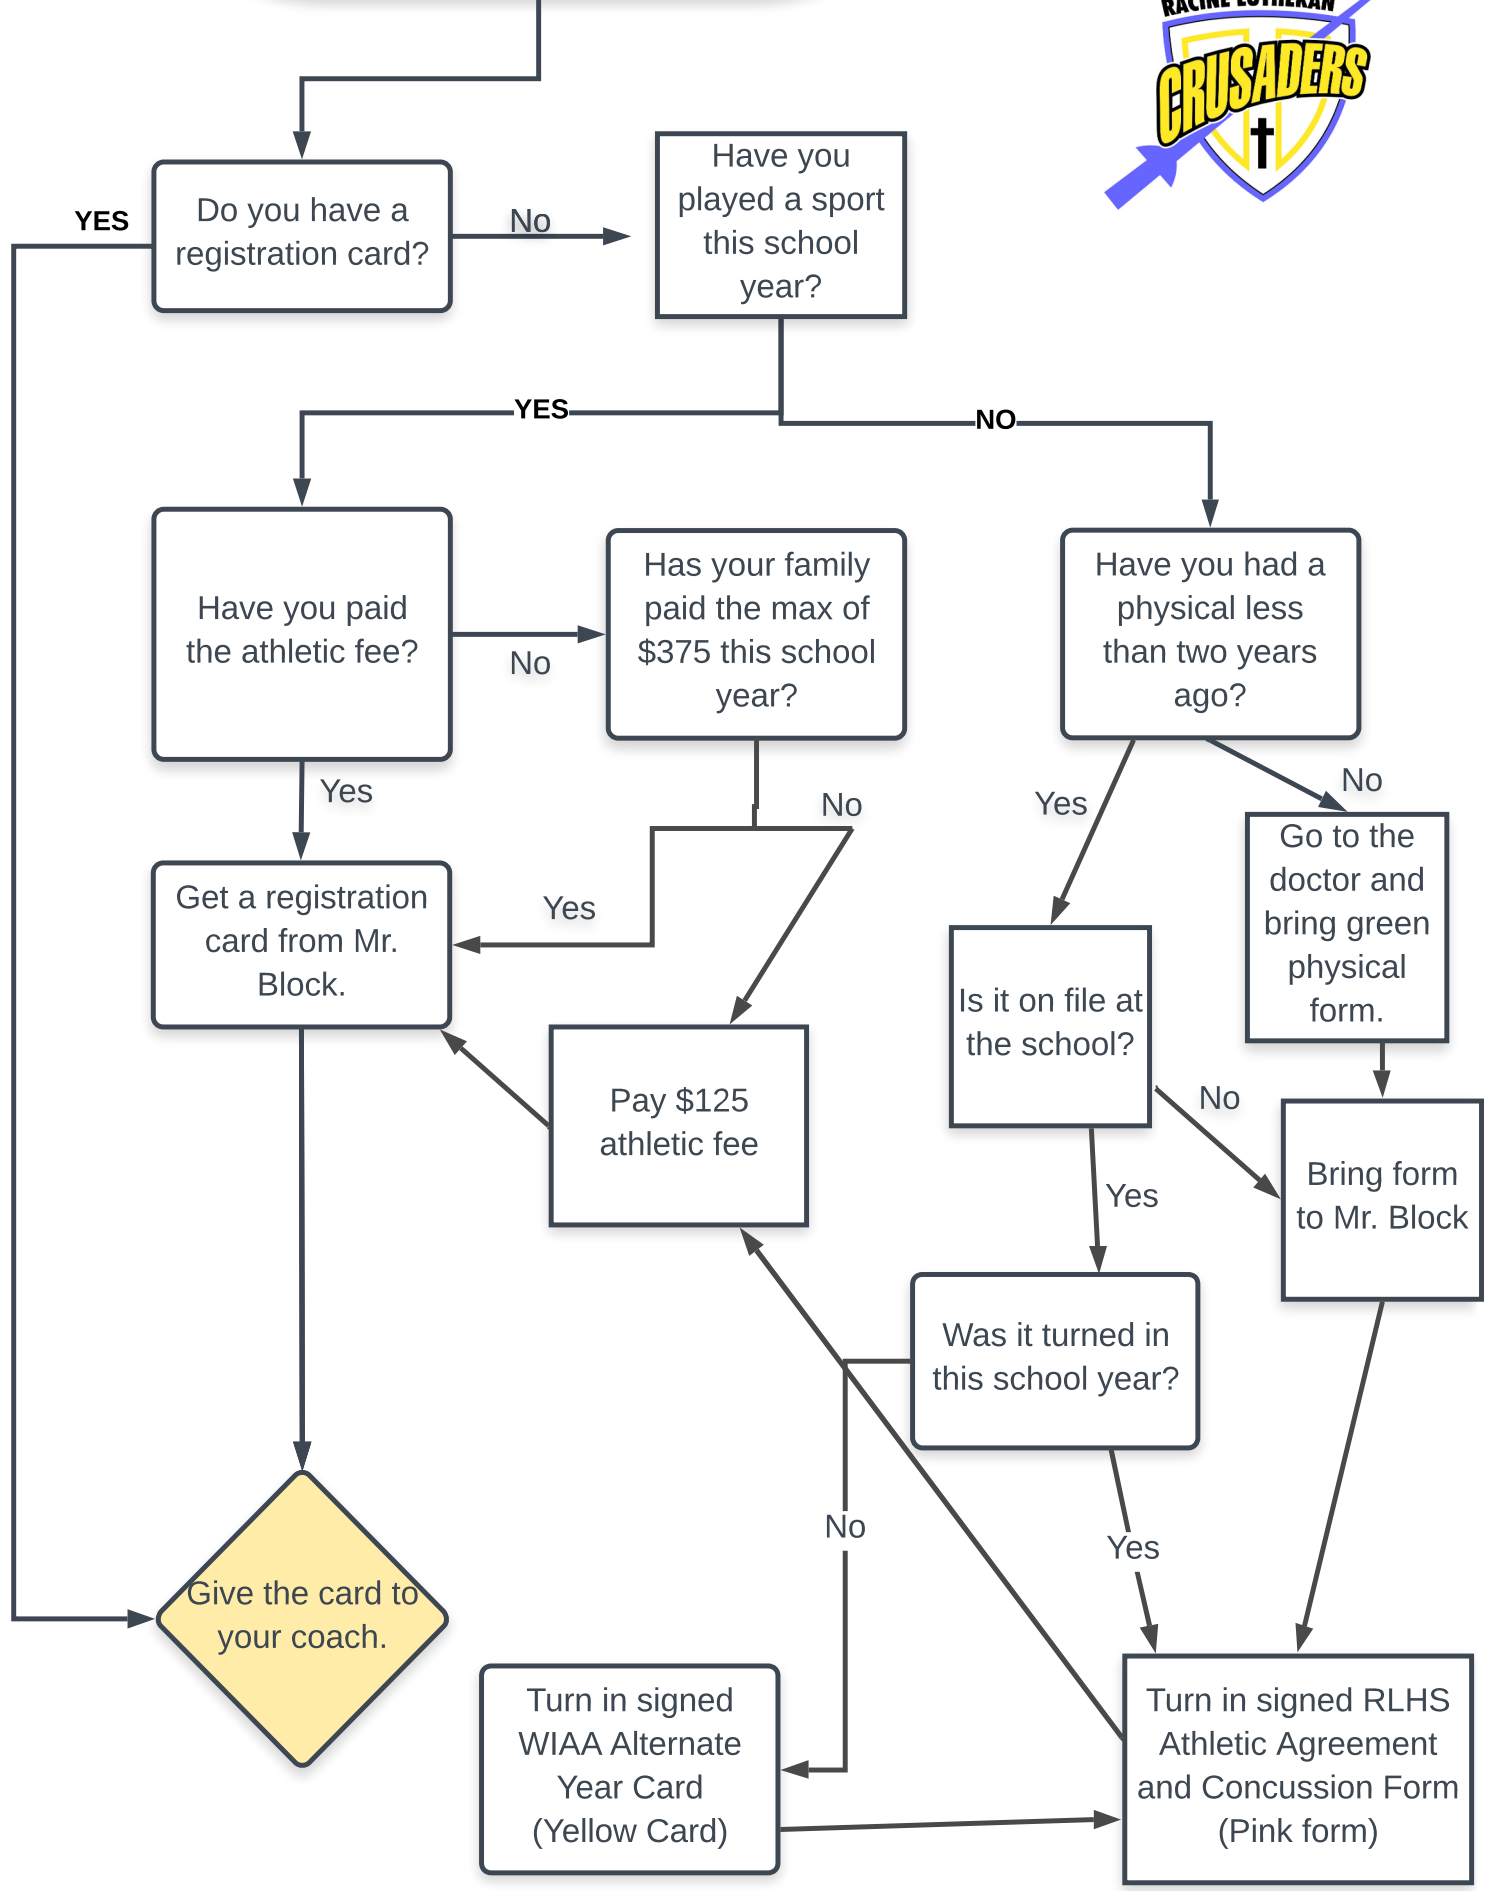 RACINE LUTHERAN
CRUSADERS
Do you have a
registration card?
YES
No
Have you
played a sport
this school
year?
YES
NO
Have you paid
the athletic fee?
No
Has your family
paid the max of
$375 this school
year?
Have you had a
physical less
than two years
ago?
Yes
No
Yes
No
Go to the
doctor and
bring green
physical
form.
Get a registration
card from Mr.
Block.
Yes
Is it on file at
the school?
Pay $125
athletic fee
No
Yes
Bring form
to Mr. Block
Was it turned in
this school year?
No
Yes
Give the card to
your coach.
Turn in signed
WIAA Alternate
Year Card
(Yellow Card)
Turn in signed RLHS
Athletic Agreement
and Concussion Form
(Pink form)